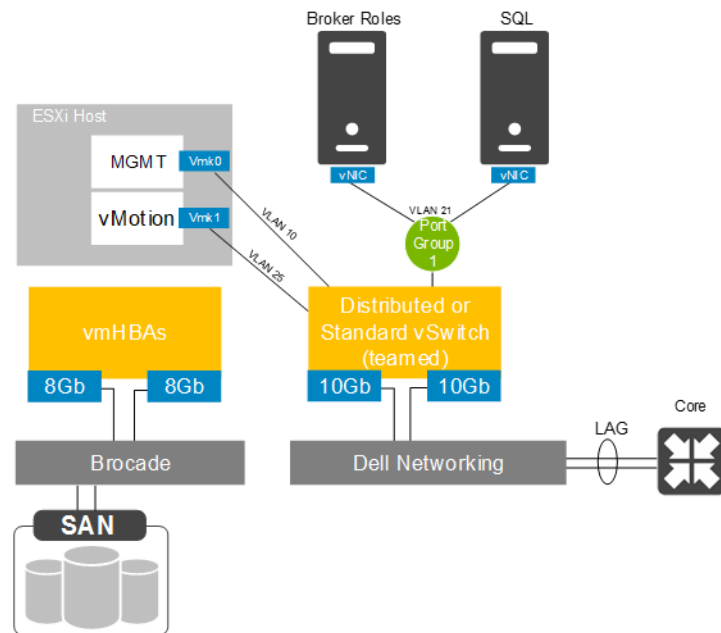 Broker Roles
SQL
ESXi Host
MGMT
Vmk0
vMotion
Vmk1
vNIC
vNIC
VLAN 10
VLAN 25
VLAN 21
Port
Group
1
vmHBAs
8Gb
8Gb
Distributed or
Standard vSwitch
(teamed)
10Gb
10Gb
Brocade
Dell Networking
LAG
Core
SAN